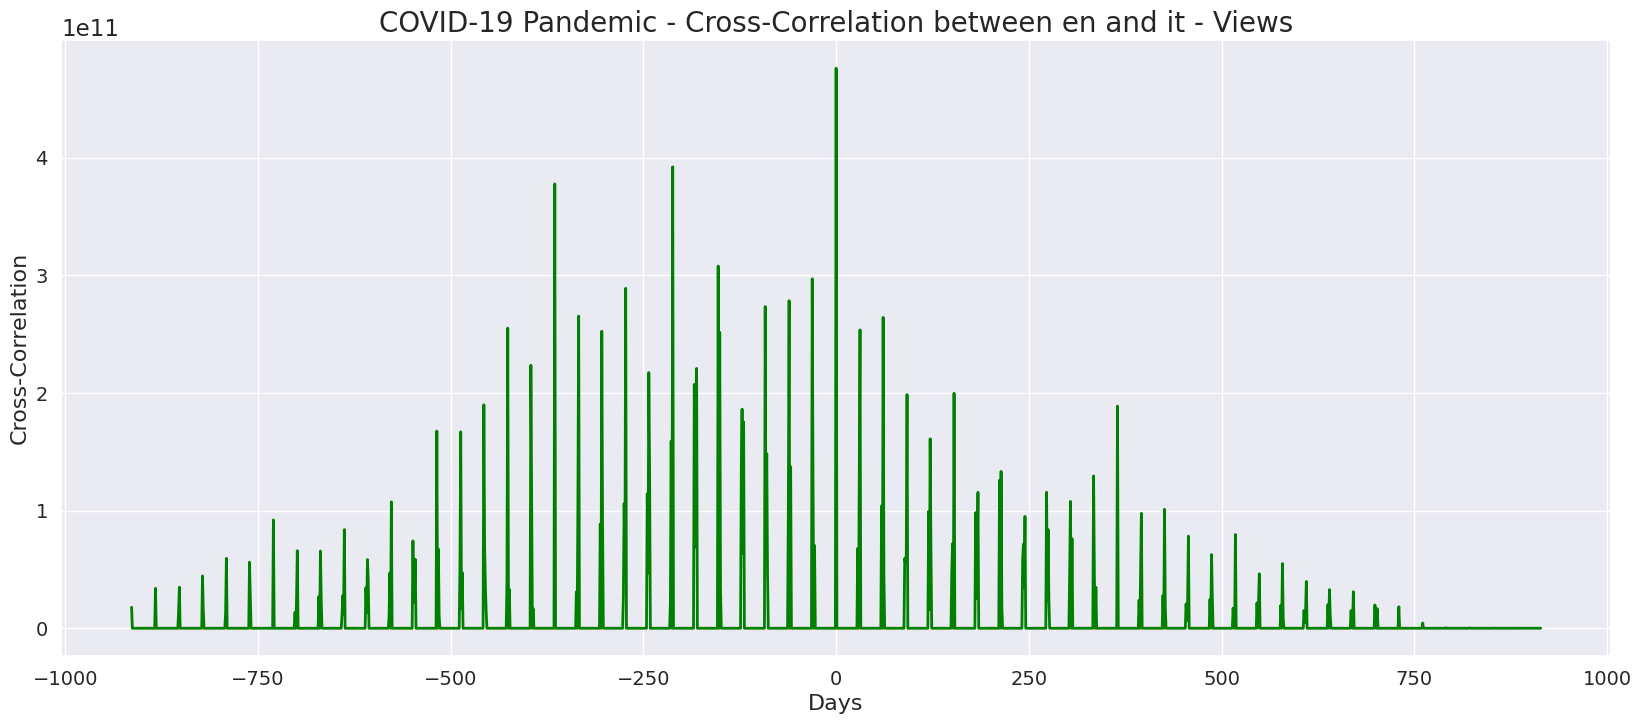 COVID-19 Pandemic - Cross-Correlation between en and it - Views
1e11
4
3
2
1
0
Cross-Correlation
−1000 −750 −500 −250 0 250 500 750 1000
Days